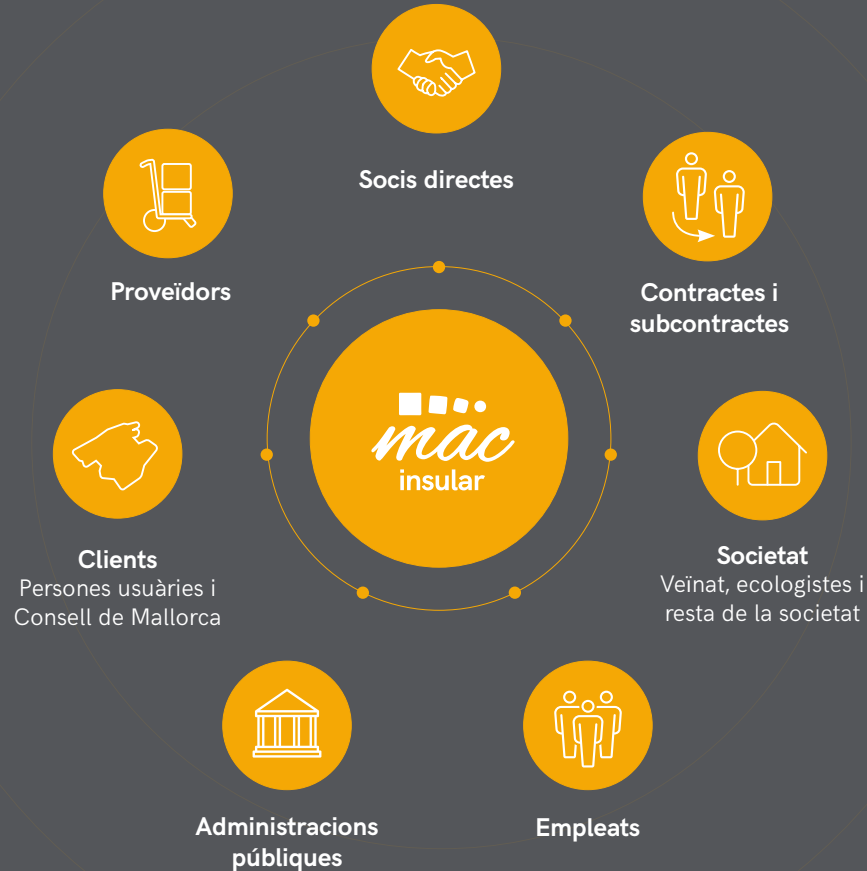 Socis directes
Proveïdors
Contractes i
subcontractes
mac
insular
Clients
Persones usuàries i
Consell de Mallorca
Societat
Veïnat, ecologistes i
resta de la societat
Administracions
públiques
Empleats